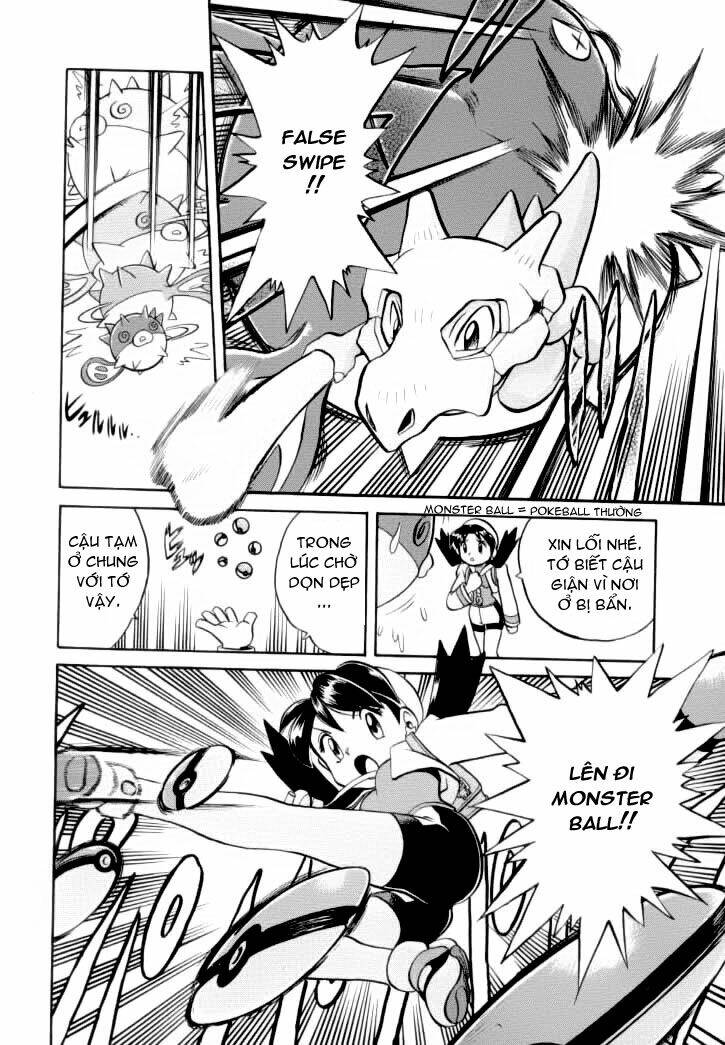 FALSE
SWIPE
!!
MONSTER BALL = POKEBALL THƯỜNG
XIN LỖI NHÉ.
TỚ BIẾT CẬU
GIẬN VÌ NƠI
Ở BỊ BẨN.
TRONG
LÚC CHỜ
DỌN DẸP
...
CẬU TẠM
Ở CHUNG
VỚI TỚ
VẬY.
LÊN ĐI
MONSTER
BALL!!